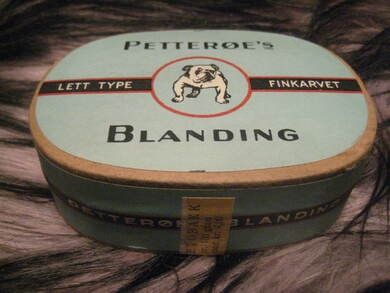 PETTERØE's
LETT TYPE FINKARVET
BLANDING
PETTERØE BLANDING